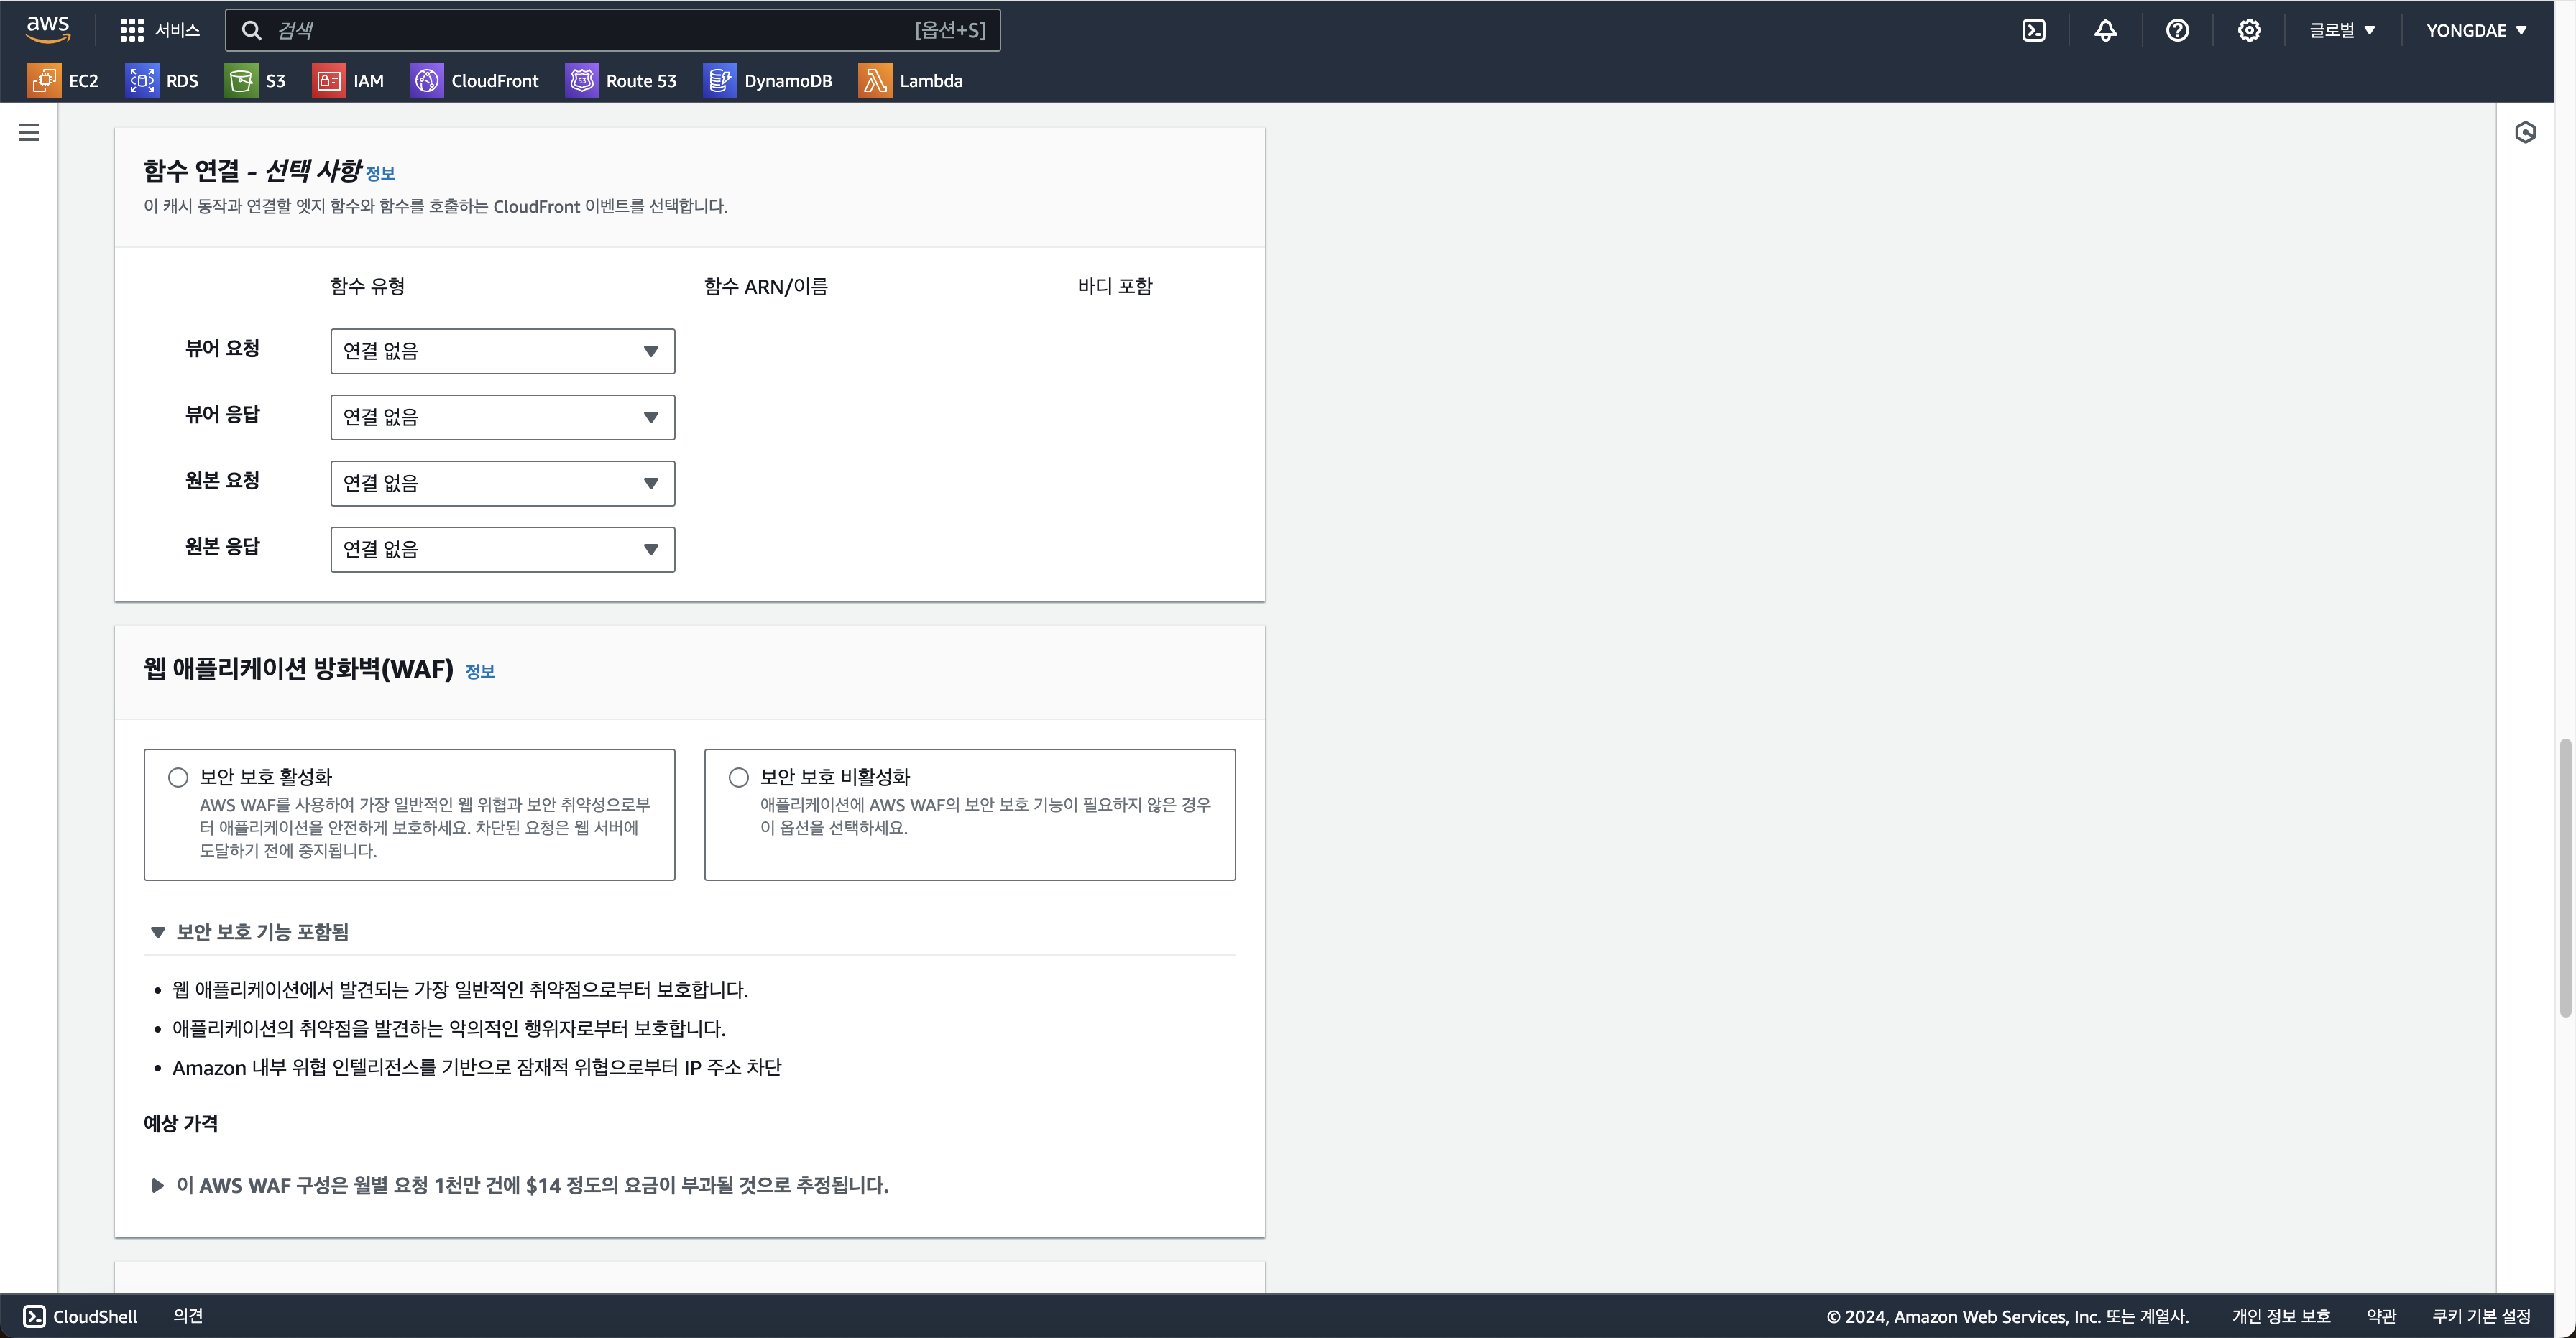 aws
서비스
검색
[옵션+S]
글로벌
YONGDAE
EC2
RDS
S3
IAM
CloudFront
Route 53
DynamoDB
Lambda
함수 연결 - 선택 사항 정보
이 캐시 동작과 연결할 엣지 함수와 함수를 호출하는 CloudFront 이벤트를 선택합니다.
함수 유형
함수 ARN/이름
바디 포함
뷰어 요청
연결 없음
뷰어 응답
연결 없음
원본 요청
연결 없음
원본 응답
연결 없음
웹 애플리케이션 방화벽(WAF) 정보
보안 보호 활성화
AWS WAF를 사용하여 가장 일반적인 웹 위협과 보안 취약성으로부
터 애플리케이션을 안전하게 보호하세요. 차단된 요청은 웹 서버에
도달하기 전에 중지됩니다.
보안 보호 비활성화
애플리케이션에 AWS WAF의 보안 보호 기능이 필요하지 않은 경우
이 옵션을 선택하세요.
보안 보호 기능 포함됨
• 웹 애플리케이션에서 발견되는 가장 일반적인 취약점으로부터 보호합니다.
• 애플리케이션의 취약점을 발견하는 악의적인 행위자로부터 보호합니다.
• Amazon 내부 위협 인텔리전스를 기반으로 잠재적 위협으로부터 IP 주소 차단
예상 가격
이 AWS WAF 구성은 월별 요청 1천만 건에 $14 정도의 요금이 부과될 것으로 추정됩니다.
CloudShell
의견
© 2024, Amazon Web Services, Inc. 또는 계열사.
개인 정보 보호
약관
쿠키 기본 설정